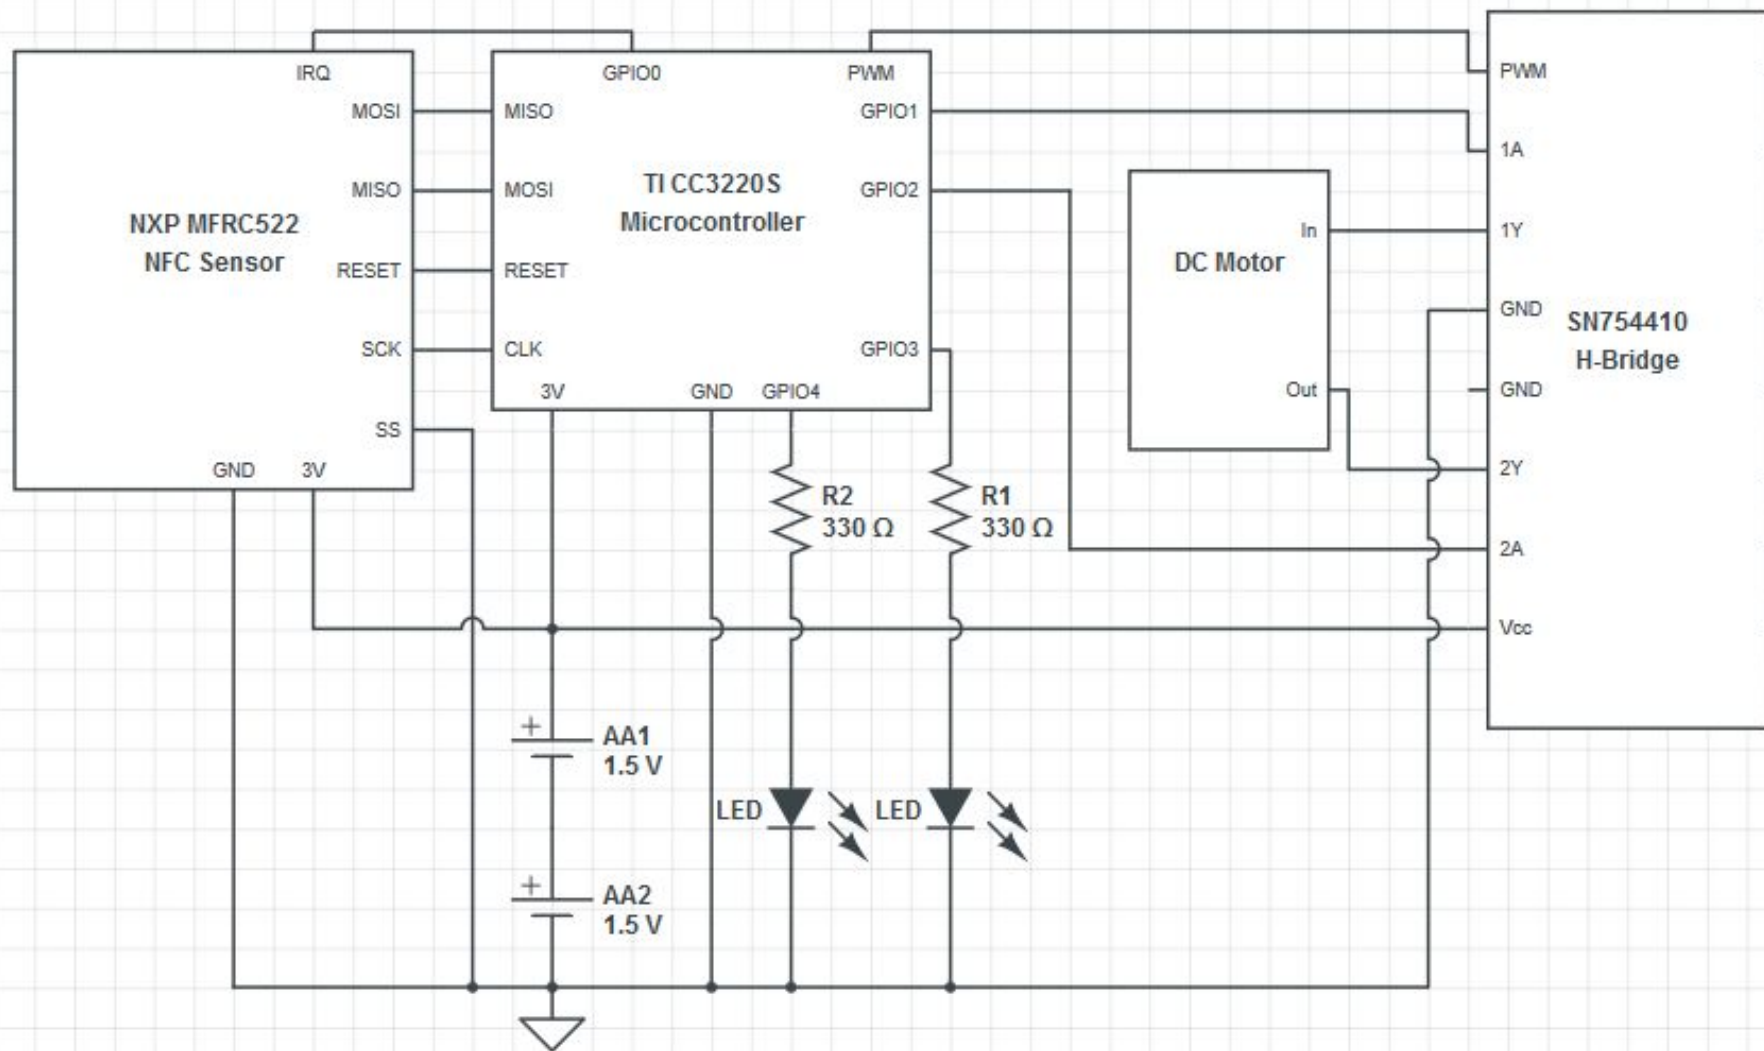 IRQ
MOSI
MISO
NXP MFRC522
NFC Sensor
RESET
SCK
SS
GND
3V
GPIO0
PWM
MISO
GPIO1
MOSI
TI CC3220S
Microcontroller
GPIO2
RESET
CLK
GPIO3
3V
GND
GPIO4
R2
330 Ω
R1
330 Ω
+
AA1
1.5 V
LED
LED
+
AA2
1.5 V
In
DC Motor
Out
PWM
1A
1Y
GND
SN754410
H-Bridge
GND
2Y
2A
Vcc